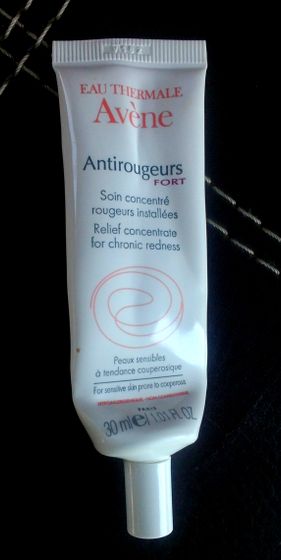 EAU THERMALE
Avène
Antirougeurs
FORT
Soin concentré
rougeurs installées
Relief concentrate
for chronic redness
Peaux sensibles
à tendance couperosique
For sensitive skin prone to couperosis
PARIS
30 ml e 1.01 FL.OZ.